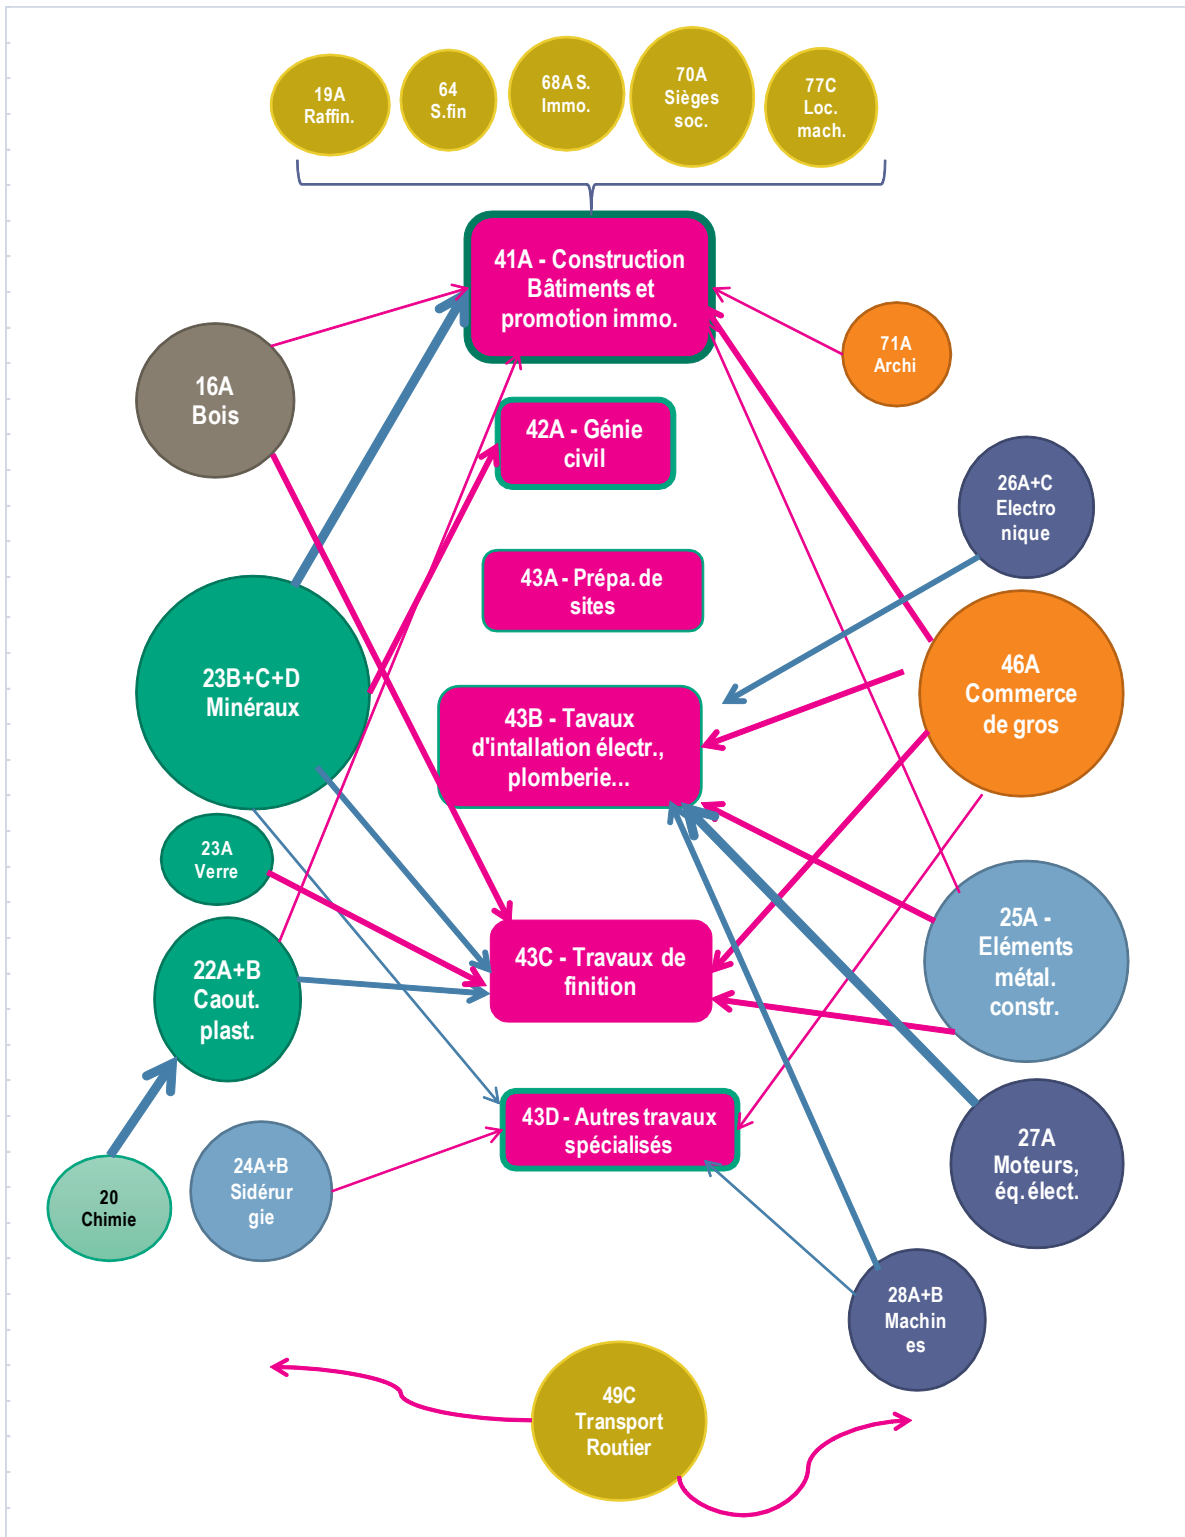 19A
Raffin.
64
S.fin
68A S.
Immo.
70A
Sièges
soc.
77C
Loc.
mach.
41A - Construction
Bâtiments et
promotion immo.
71A
Archi
16A
Bois
42A - Génie
civil
26A+C
Electro
nique
43A - Prépa. de
sites
23B+C+D
Minéraux
46A
Commerce
de gros
43B - Tavaux
d'intallation électr.,
plomberie...
23A
Verre
25A -
Eléments
métal.
constr.
43C - Travaux de
finition
22A+B
Caout.
plast.
43D - Autres travaux
spécialisés
27A
Moteurs,
éq. élect.
24A+B
Sidérur
gie
20
Chimie
28A+B
Machin
es
49C
Transport
Routier